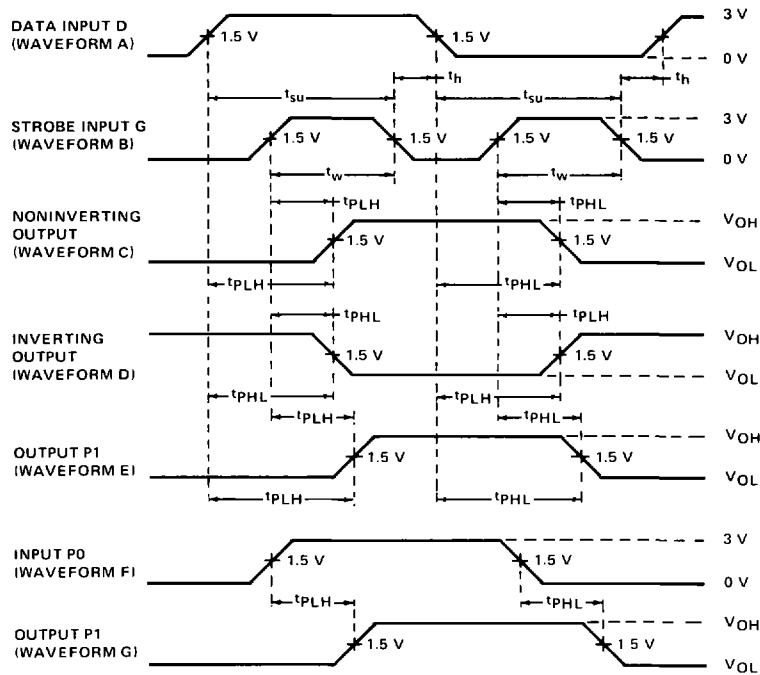 DATA INPUT D 1.5 V 1.5 V 3 V
(WAVEFORM A) 0 V
th th
tsu tsu
STROBE INPUT G 1.5 V 1.5 V 1.5 V 1.5 V 3 V
(WAVEFORM B) 0 V
tw tw
tPLH tPHL
NONINVERTING
OUTPUT 1.5 V 1.5 V VOH
(WAVEFORM C) VOL
tPLH tPHL
tPHL tPLH
INVERTING
OUTPUT 1.5 V 1.5 V VOH
(WAVEFORM D) VOL
tPHL tPLH
tPLH tPHL
OUTPUT P1 1.5 V 1.5 V VOH
(WAVEFORM E) VOL
tPLH tPHL
INPUT P0 1.5 V 1.5 V 3 V
(WAVEFORM F) 0 V
tPLH tPHL
OUTPUT P1 1.5 V 1 5 V VOH
(WAVEFORM G) VOL